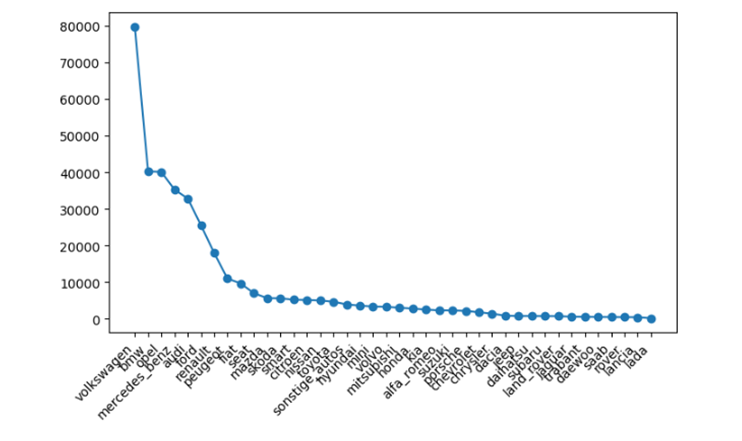 80000
70000
60000
50000
40000
30000
20000
10000
0
volkswagen
bmw
opel
mercedes_benz
audi
ford
renault
peugeot
fiat
seat
mazda
skoda
smart
citroen
nissan
toyota
sonstige_autos
hyundai
mini
volvo
mitsubishi
honda
kia
alfa_romeo
suzuki
porsche
chevrolet
chrysler
dacia
jeep
daihatsu
subaru
land_rover
jaguar
trabant
daewoo
saab
rover
lancia
lada